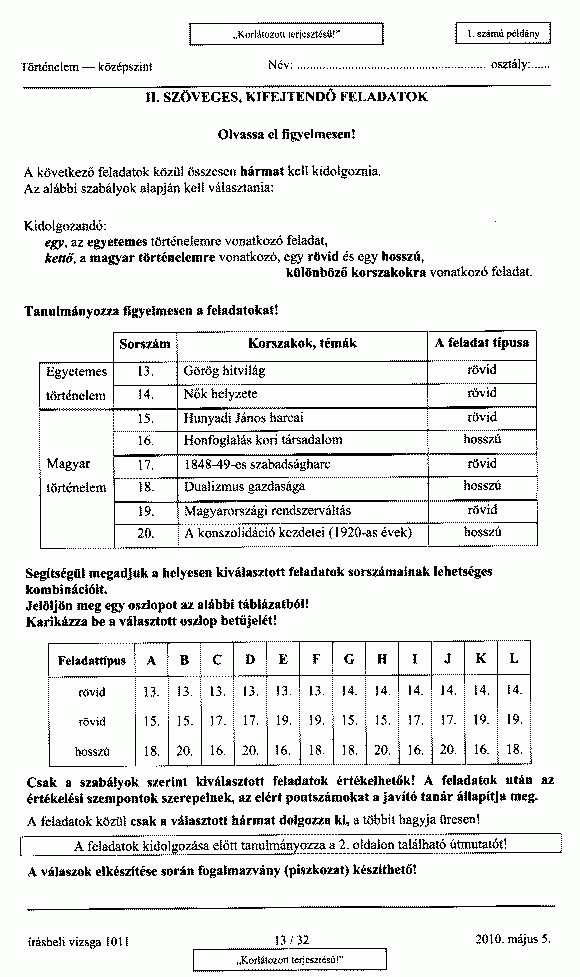 „Korlátozott terjesztésű!”
1. számú példány
Történelem — középszint
Név: ........................................................... osztály:......
II. SZÖVEGES, KIFEJTENDŐ FELADATOK
Olvassa el figyelmesen!
A következő feladatok közül összesen hármat kell kidolgoznia.
Az alábbi szabályok alapján kell választania:
Kidolgozandó:
egy, az egyetemes történelemre vonatkozó feladat,
kettő, a magyar történelemre vonatkozó, egy rövid és egy hosszú,
különböző korszakokra vonatkozó feladat.
Tanulmányozza figyelmesen a feladatokat!
Sorszám Korszakok, témák A feladat típusa
Egyetemes történelem
13. Görög hitvilág rövid
14. Nők helyzete rövid
Magyar történelem
15. Hunyadi János harcai rövid
16. Honfoglalás kori társadalom hosszú
17. 1848-49-es szabadságharc rövid
18. Dualizmus gazdasága hosszú
19. Magyarországi rendszerváltás rövid
20. A konszolidáció kezdetei (1920-as évek) hosszú
Segítségül megadjuk a helyesen kiválasztott feladatok sorszámainak lehetséges
kombinációit.
Jelöljön meg egy oszlopot az alábbi táblázatból!
Karikázza be a választott oszlop betűjelét!
Feladattípus A B C D E F G H I J K L
rövid 13. 13. 13. 13. 13. 13. 14. 14. 14. 14. 14. 14.
rövid 15. 15. 17. 17. 19. 19. 15. 15. 17. 17. 19. 19.
hosszú 18. 20. 16. 20. 16. 18. 18. 20. 16. 20. 16. 18.
Csak a szabályok szerint kiválasztott feladatok értékelhetők! A feladatok után az
értékelési szempontok szerepelnek, az elért pontszámokat a javító tanár állapítja meg.
A feladatok közül csak a választott hármat dolgozza ki, a többit hagyja üresen!
A feladatok kidolgozása előtt tanulmányozza a 2. oldalon található útmutatót!
A válaszok elkészítése során fogalmazvány (piszkozat) készíthető!
írásbeli vizsga 1011
13 / 32
2010. május 5.
„Korlátozott terjesztésű!”